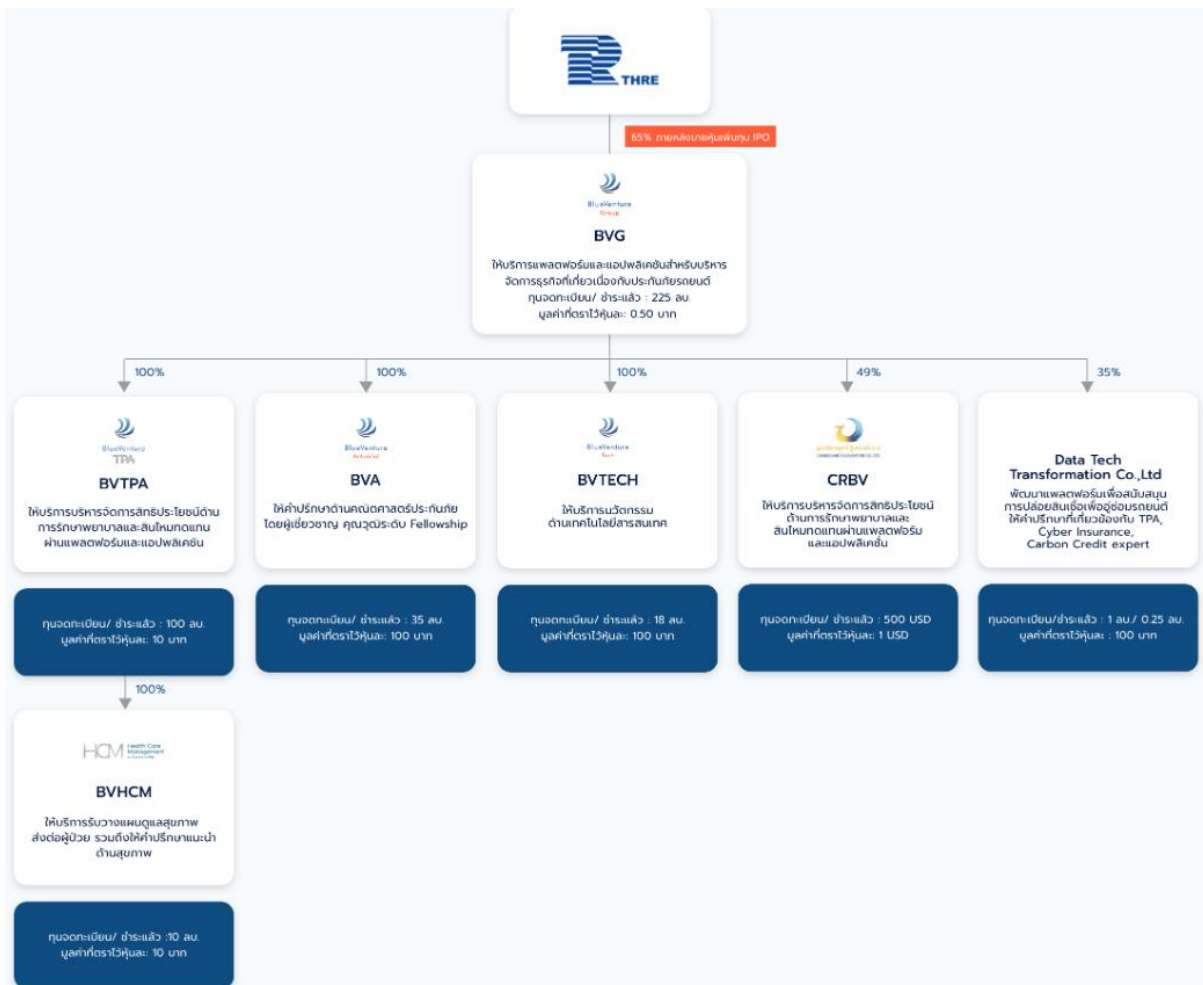 THRE
65% ภายหลังขายหุ้นเพิ่มทุน IPO
BlueVenture
Group
BVG
ให้บริการแพลตฟอร์มและแอปพลิเคชันสำหรับบริหาร
จัดการธุรกิจที่เกี่ยวเนื่องกับประกันภัยรถยนต์
ทุนจดทะเบียน/ ชำระแล้ว : 225 ลบ.
มูลค่าที่ตราไว้หุ้นละ: 0.50 บาท
100%
100%
100%
49%
35%
BlueVenture
TPA
BVTPA
ให้บริการบริหารจัดการสิทธิประโยชน์ด้าน
การรักษาพยาบาลและสินไหมทดแทน
ผ่านแพลตฟอร์มและแอปพลิเคชัน
ทุนจดทะเบียน/ ชำระแล้ว : 100 ลบ.
มูลค่าที่ตราไว้หุ้นละ: 10 บาท
BlueVenture
Actuarial
BVA
ให้คำปรึกษาด้านคณิตศาสตร์ประกันภัย
โดยผู้เชี่ยวชาญ คุณวุฒิระดับ Fellowship
ทุนจดทะเบียน/ ชำระแล้ว : 35 ลบ.
มูลค่าที่ตราไว้หุ้นละ: 100 บาท
BlueVenture
Tech
BVTECH
ให้บริการนวัตกรรม
ด้านเทคโนโลยีสารสนเทศ
ทุนจดทะเบียน/ ชำระแล้ว : 18 ลบ.
มูลค่าที่ตราไว้หุ้นละ: 100 บาท
CRBV
ให้บริการบริหารจัดการสิทธิประโยชน์
ด้านการรักษาพยาบาลและ
สินไหมทดแทนผ่านแพลตฟอร์ม
และแอปพลิเคชั่น
ทุนจดทะเบียน/ ชำระแล้ว : 500 USD
มูลค่าที่ตราไว้หุ้นละ: 1 USD
Data Tech
Transformation Co.,Ltd
พัฒนาแพลตฟอร์มเพื่อสนับสนุน
การปล่อยสินเชื่อเพื่ออู่ซ่อมรถยนต์
ให้คำปรึกษาที่เกี่ยวข้องกับ TPA,
Cyber Insurance,
Carbon Credit expert
ทุนจดทะเบียน/ชำระแล้ว : 1 ลบ./ 0.25 ลบ.
มูลค่าที่ตราไว้หุ้นละ : 100 บาท
100%
HCM Health Care
Management
BVHCM
ให้บริการรับวางแผนดูแลสุขภาพ
ส่งต่อผู้ป่วย รวมถึงให้คำปรึกษาแนะนำ
ด้านสุขภาพ
ทุนจดทะเบียน/ ชำระแล้ว :10 ลบ.
มูลค่าที่ตราไว้หุ้นละ: 10 บาท